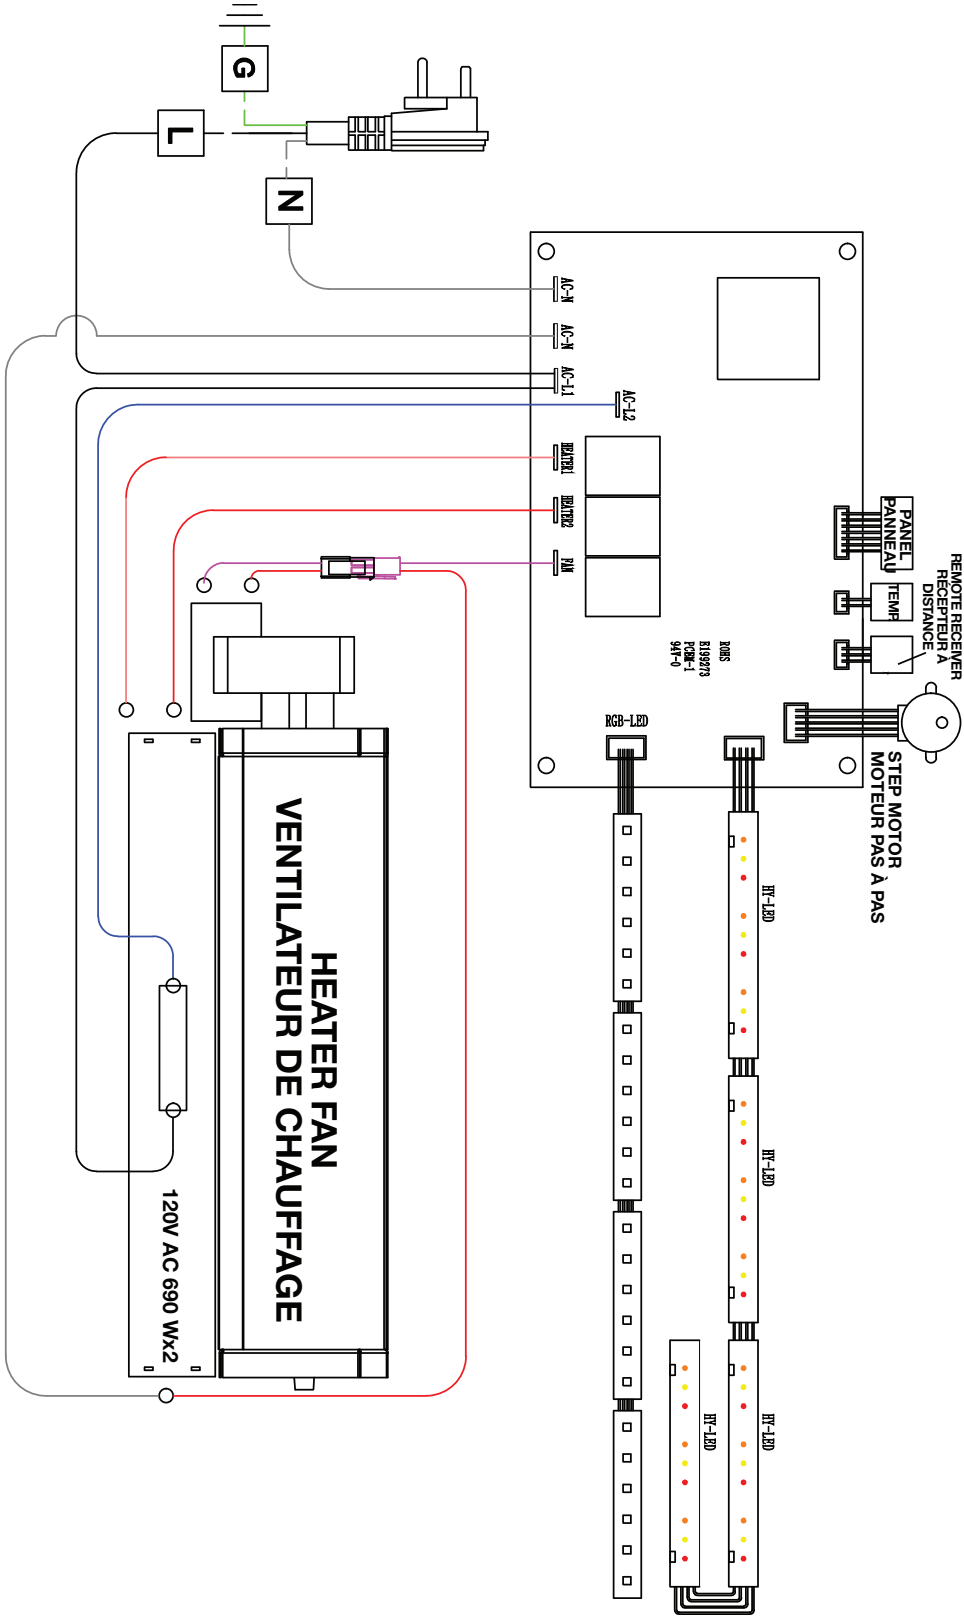 G
L
N
AC-N
AC-N
AC-L1
AC-L2
HEATER1
HEATER2
FAN
PANEL
PANNEAU
TEMP.
REMOTE RECEIVER
RÉCEPTEUR À
DISTANCE
STEP MOTOR
MOTEUR PAS À PAS
ROHS
E199273
PCBM-1
94V-0
RGB-LED
HY-LED
HY-LED
HY-LED
HY-LED
HEATER FAN
VENTILATEUR DE CHAUFFAGE
120V AC 690 Wx2